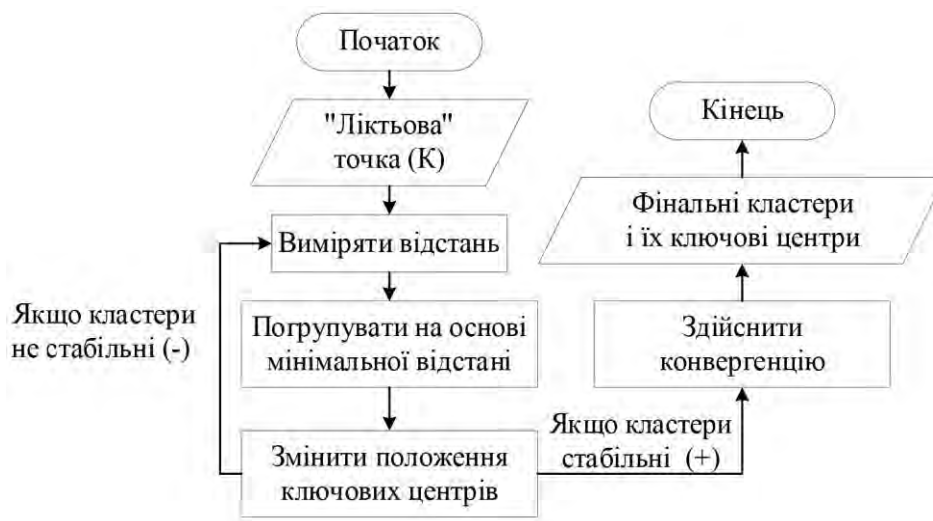 Початок
"Ліктьова"
точка (К)
Виміряти відстань
Погрупувати на основі
мінімальної відстані
Змінити положення
ключових центрів
Якщо кластери
не стабільні (-)
Якщо кластери
стабільні (+)
Здійснити
конвергенцію
Фінальні кластери
і їх ключові центри
Кінець